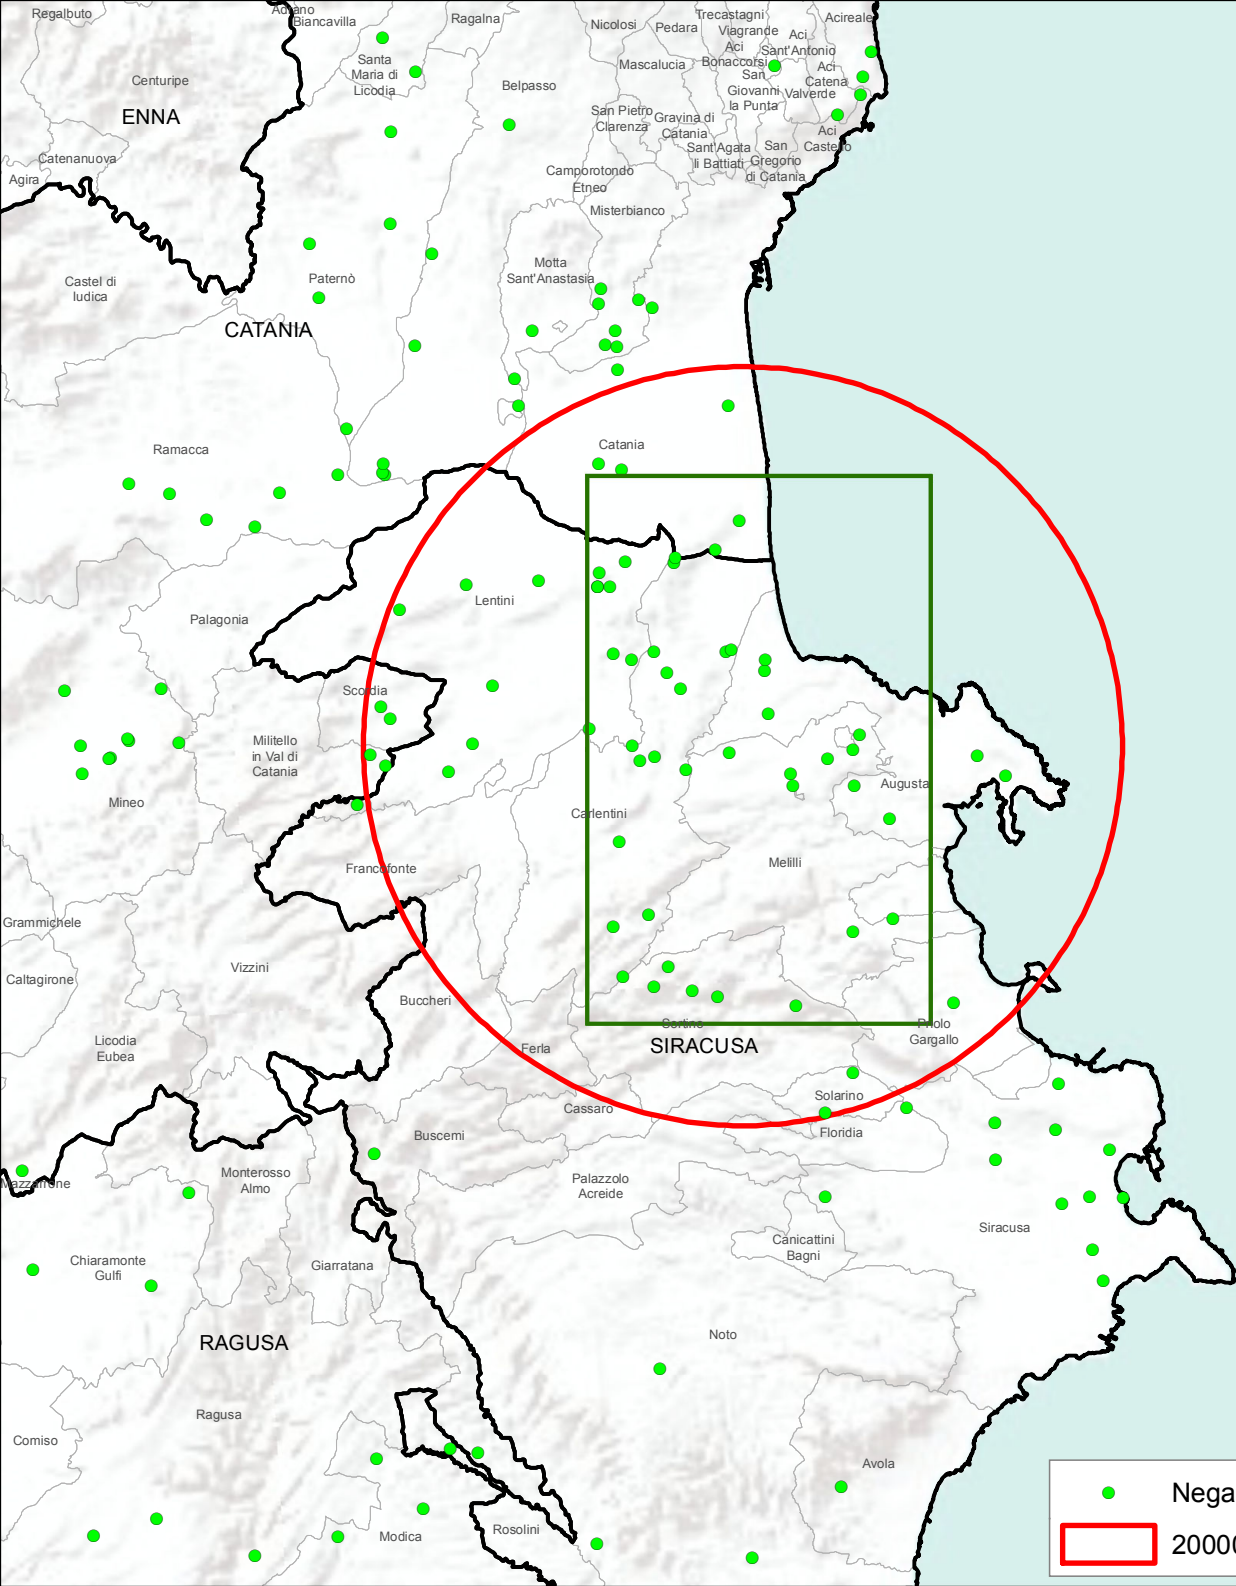 Regalbuto
Adrano
Biancavilla
Ragalna
Nicolosi
Pedara
Trecastagni
Viagrande
Acireale
Aci
Sant'Antonio
Aci
Bonaccorsi
Aci
Catena
Santa
Maria di
Licodia
Centuripe
ENNA
Belpasso
Mascalucia
San
Giovanni
la Punta
Valverde
San Pietro
Clarenza
Gravina di
Catania
Sant'Agata
li Battiati
San
Gregorio
di Catania
Aci
Castello
Catenanuova
Agira
Camporotondo
Etneo
Misterbianco
Castel di
Iudica
Paternò
Motta
Sant'Anastasia
CATANIA
Ramacca
Catania
Palagonia
Lentini
Scordia
Militello
in Val di
Catania
Mineo
Carlentini
Augusta
Melilli
Francofonte
Grammichele
Caltagirone
Vizzini
Buccheri
Licodia
Eubea
Ferla
Sortino
SIRACUSA
Priolo
Gargallo
Cassaro
Solarino
Floridia
Buscemi
Monterosso
Almo
Mazzarrone
Palazzolo
Acreide
Siracusa
Canicattini
Bagni
Chiaramonte
Gulfi
Giarratana
RAGUSA
Noto
Ragusa
Comiso
Avola
Modica
Rosolini
Nega
20000